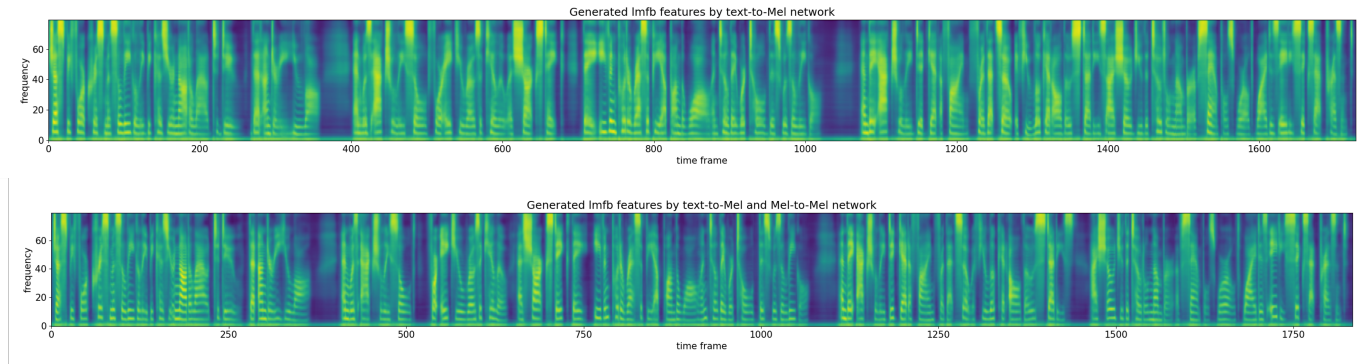 Generated lmfb features by text-to-Mel network
frequency
60
40
20
0
0 200 400 600 800 1000 1200 1400 1600
time frame
Generated lmfb features by text-to-Mel and Mel-to-Mel network
frequency
60
40
20
0
0 250 500 750 1000 1250 1500 1750
time frame